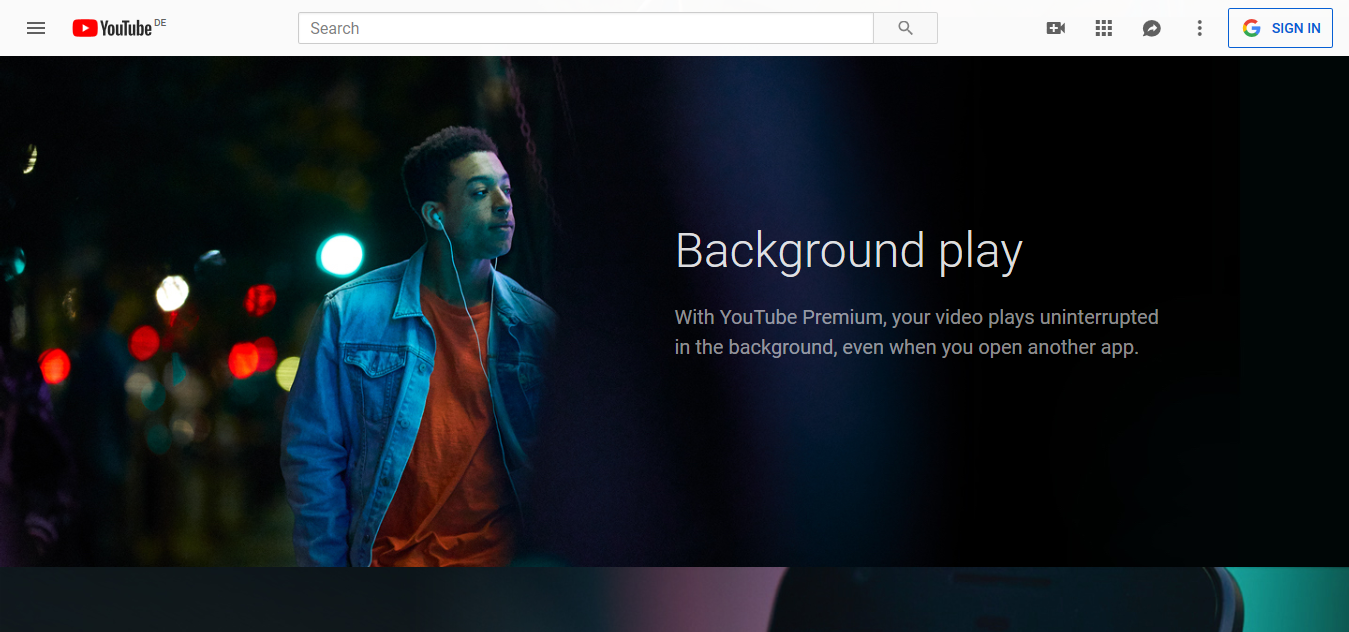 YouTube DE
Search
SIGN IN
Background play
With YouTube Premium, your video plays uninterrupted
in the background, even when you open another app.